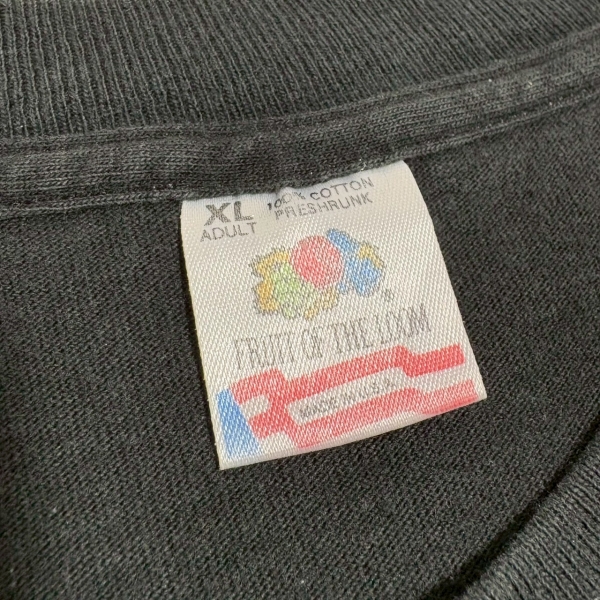 XL 100% COTTON
ADULT PRESHRUNK
®
FRUIT OF THE LOOM
MADE IN U.S.A.